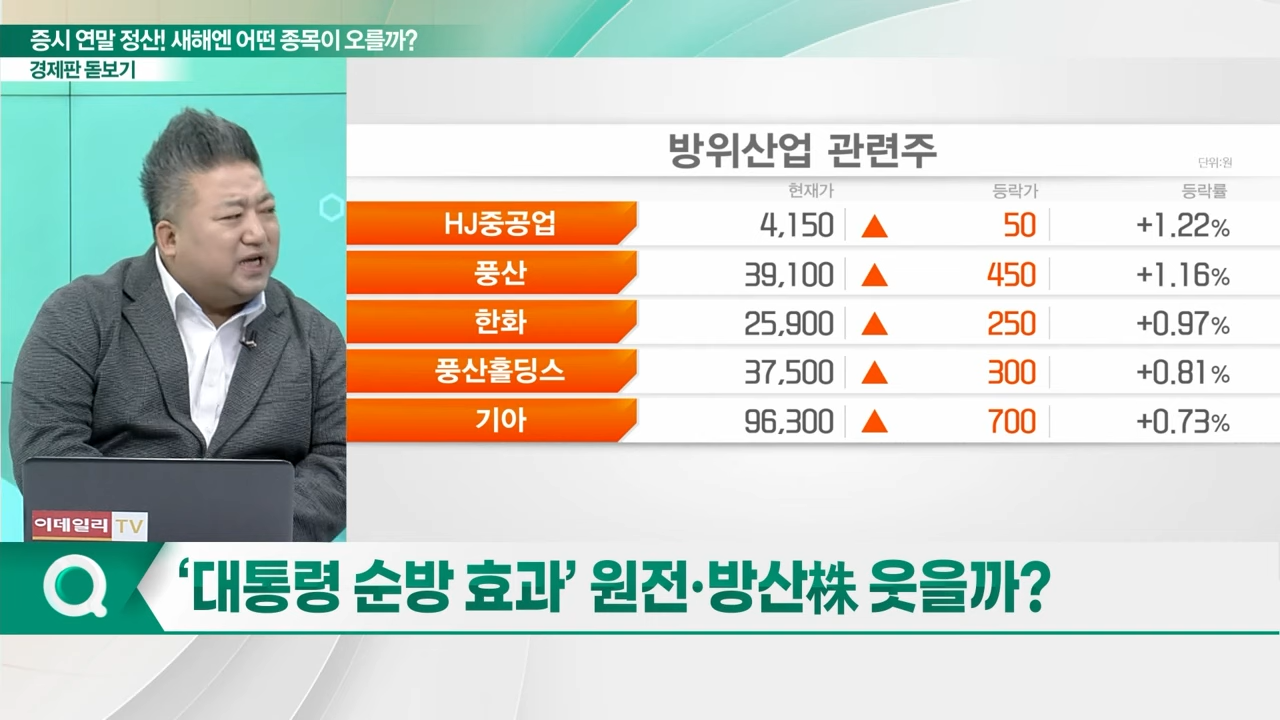 증시 연말 정산! 새해엔 어떤 종목이 오를까?
경제판 돋보기
방위산업 관련주
단위:원
현재가 등락가 등락률
HJ중공업 4,150 ▲ 50 +1.22%
풍산 39,100 ▲ 450 +1.16%
한화 25,900 ▲ 250 +0.97%
풍산홀딩스 37,500 ▲ 300 +0.81%
기아 96,300 ▲ 700 +0.73%
이데일리TV
Q ‘대통령 순방 효과’ 원전·방산株 웃을까?